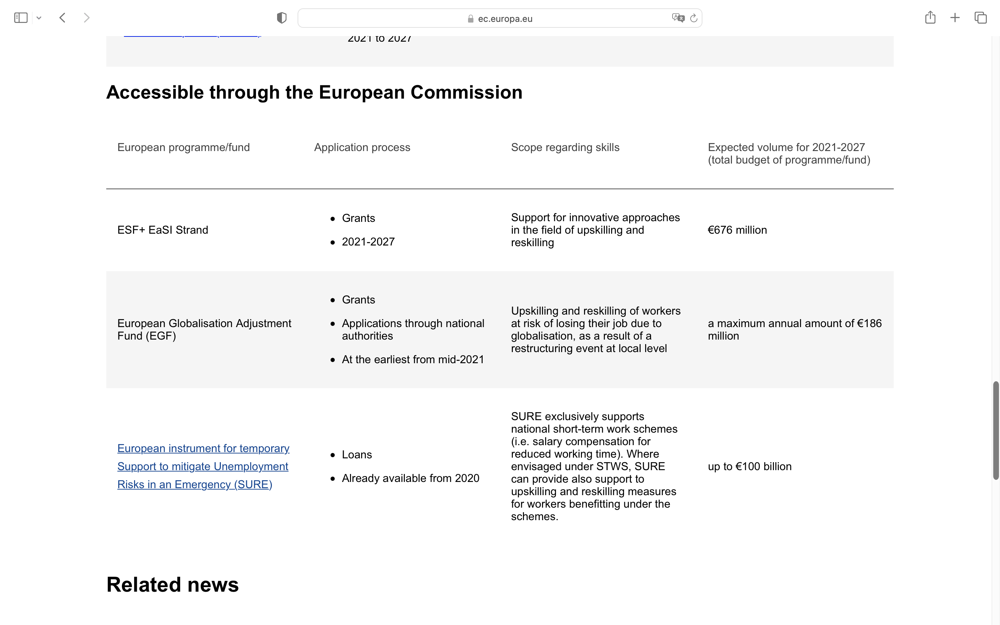 ec.europa.eu
2021 to 2027
Accessible through the European Commission
European programme/fund
Application process
Scope regarding skills
Expected volume for 2021-2027
(total budget of programme/fund)
ESF+ EaSI Strand
• Grants
• 2021-2027
Support for innovative approaches
in the field of upskilling and
reskilling
€676 million
European Globalisation Adjustment
Fund (EGF)
• Grants
• Applications through national
authorities
• At the earliest from mid-2021
Upskilling and reskilling of workers
at risk of losing their job due to
globalisation, as a result of a
restructuring event at local level
a maximum annual amount of €186
million
European instrument for temporary
Support to mitigate Unemployment
Risks in an Emergency (SURE)
• Loans
• Already available from 2020
SURE exclusively supports
national short-term work schemes
(i.e. salary compensation for
reduced working time). Where
envisaged under STWS, SURE
can provide also support to
upskilling and reskilling measures
for workers benefitting under the
schemes.
up to €100 billion
Related news